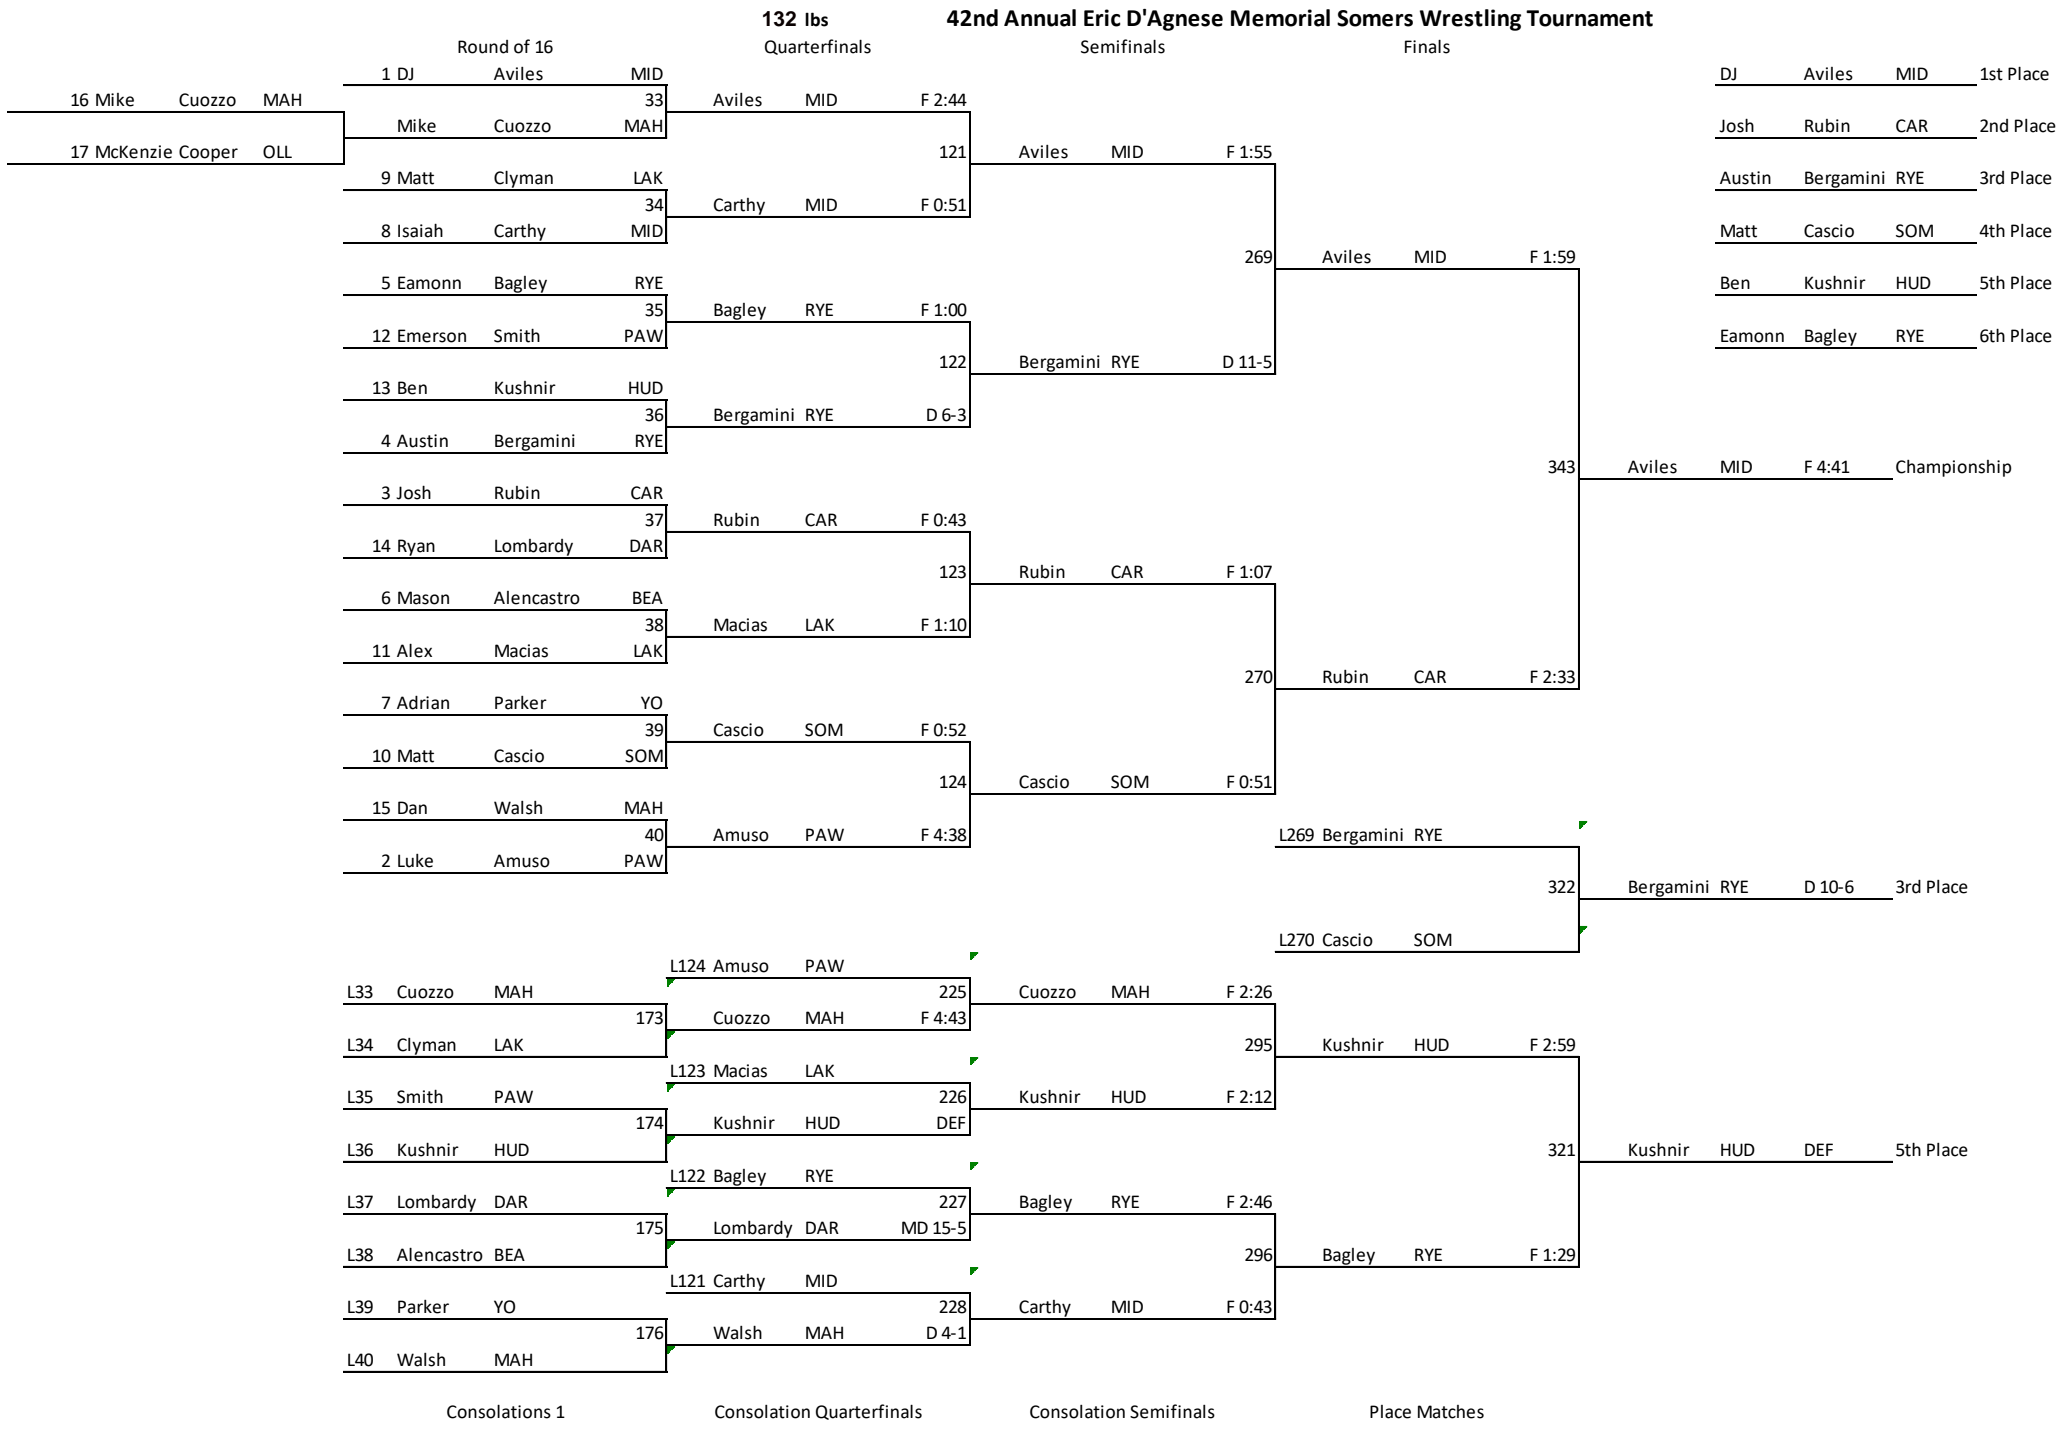 132 lbs 42nd Annual Eric D'Agnese Memorial Somers Wrestling Tournament
Round of 16 Quarterfinals Semifinals Finals
1 DJ Aviles MID DJ Aviles MID 1st Place
16 Mike Cuozzo MAH 33 Aviles MID F 2:44
Mike Cuozzo MAH Josh Rubin CAR 2nd Place
17 McKenzie Cooper OLL 121 Aviles MID F 1:55
9 Matt Clyman LAK Austin Bergamini RYE 3rd Place
34 Carthy MID F 0:51
8 Isaiah Carthy MID Matt Cascio SOM 4th Place
269 Aviles MID F 1:59
5 Eamonn Bagley RYE Ben Kushnir HUD 5th Place
35 Bagley RYE F 1:00
12 Emerson Smith PAW Eamonn Bagley RYE 6th Place
122 Bergamini RYE D 11-5
13 Ben Kushnir HUD
36 Bergamini RYE D 6-3
4 Austin Bergamini RYE
343 Aviles MID F 4:41 Championship
3 Josh Rubin CAR
37 Rubin CAR F 0:43
14 Ryan Lombardy DAR
123 Rubin CAR F 1:07
6 Mason Alencastro BEA
38 Macias LAK F 1:10
11 Alex Macias LAK
270 Rubin CAR F 2:33
7 Adrian Parker YO
39 Cascio SOM F 0:52
10 Matt Cascio SOM
124 Cascio SOM F 0:51
15 Dan Walsh MAH
40 Amuso PAW F 4:38 L269 Bergamini RYE
2 Luke Amuso PAW
322 Bergamini RYE D 10-6 3rd Place
L270 Cascio SOM
L124 Amuso PAW
L33 Cuozzo MAH 225 Cuozzo MAH F 2:26
173 Cuozzo MAH F 4:43
L34 Clyman LAK 295 Kushnir HUD F 2:59
L123 Macias LAK
L35 Smith PAW 226 Kushnir HUD F 2:12
174 Kushnir HUD DEF
L36 Kushnir HUD 321 Kushnir HUD DEF 5th Place
L122 Bagley RYE
L37 Lombardy DAR 227 Bagley RYE F 2:46
175 Lombardy DAR MD 15-5
L38 Alencastro BEA 296 Bagley RYE F 1:29
L121 Carthy MID
L39 Parker YO 228 Carthy MID F 0:43
176 Walsh MAH D 4-1
L40 Walsh MAH
Consolations 1 Consolation Quarterfinals Consolation Semifinals Place Matches